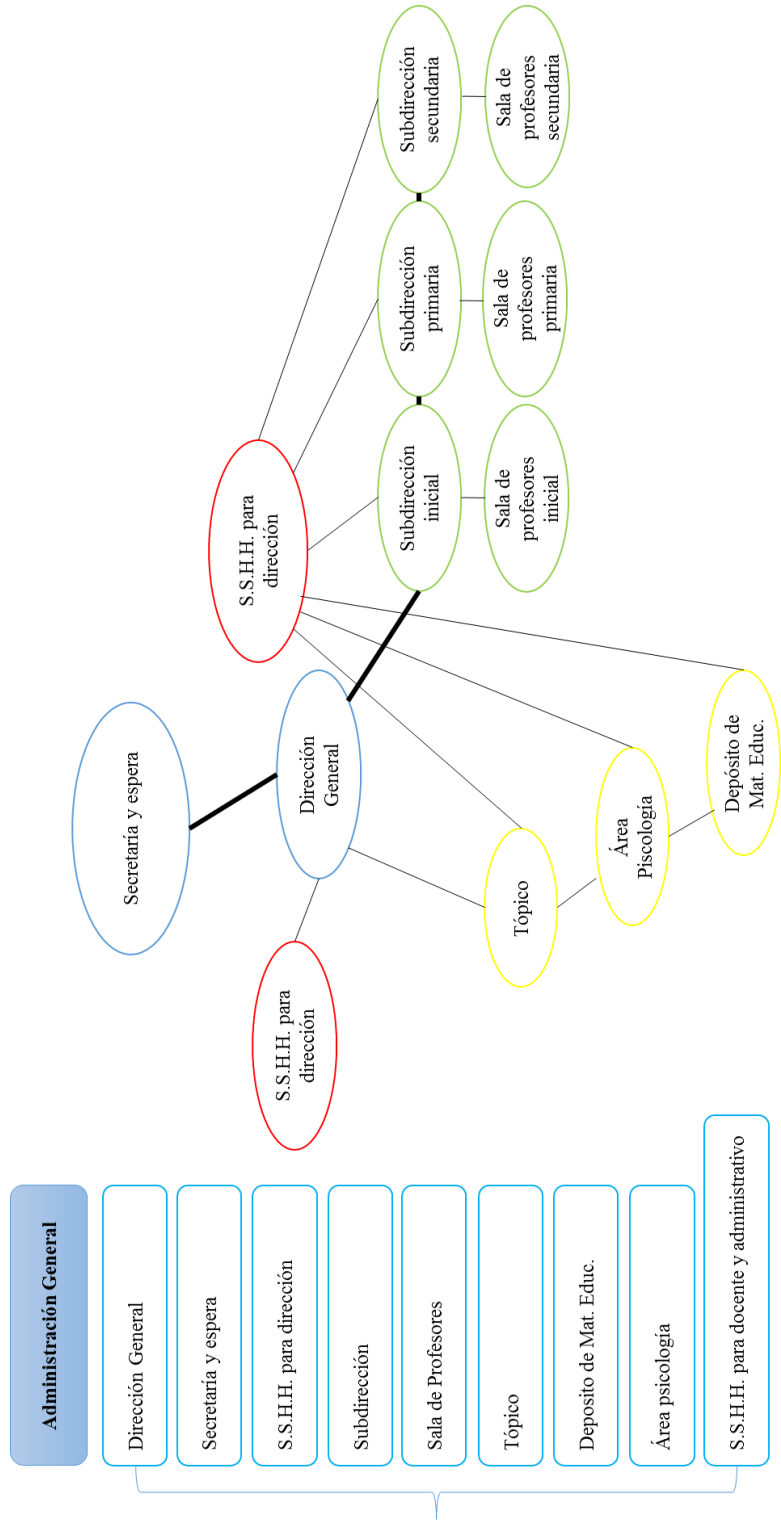 Administración General
Dirección General
Secretaría y espera
S.S.H.H. para dirección
Subdirección
Sala de Profesores
Tópico
Deposito de Mat. Educ.
Área psicología
S.S.H.H. para docente y administrativo
Secretaría y espera
S.S.H.H. para
dirección
Dirección
General
S.S.H.H. para
dirección
Tópico
Área
Piscología
Depósito de
Mat. Educ.
Subdirección
inicial
Subdirección
primaria
Subdirección
secundaria
Sala de
profesores
inicial
Sala de
profesores
primaria
Sala de
profesores
secundaria